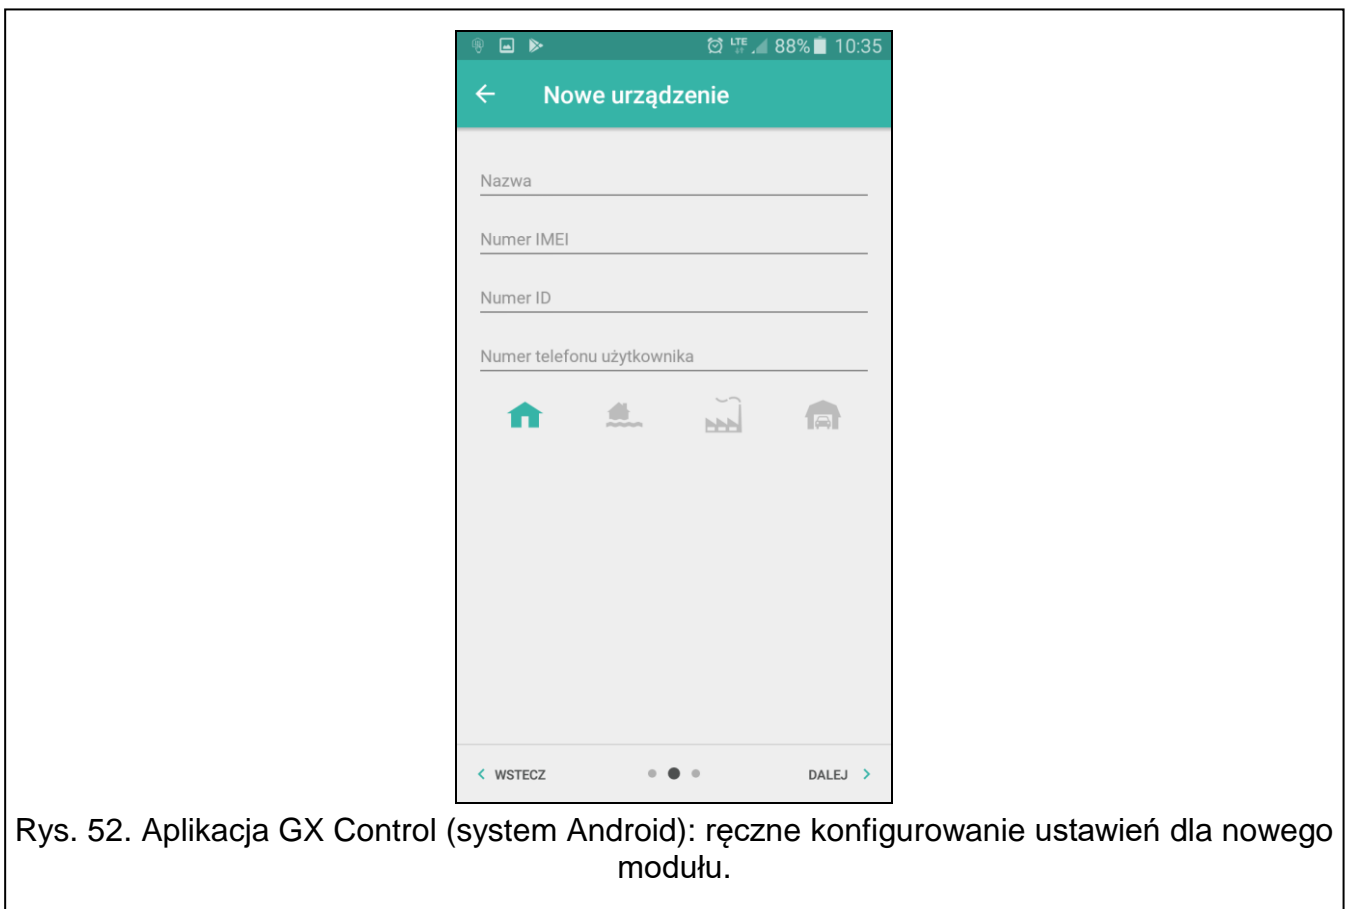 LTE 88% 10:35
Nowe urządzenie
Nazwa
Numer IMEI
Numer ID
Numer telefonu użytkownika
WSTECZ DALEJ
Rys. 52. Aplikacja GX Control (system Android): ręczne konfigurowanie ustawień dla nowego
modułu.